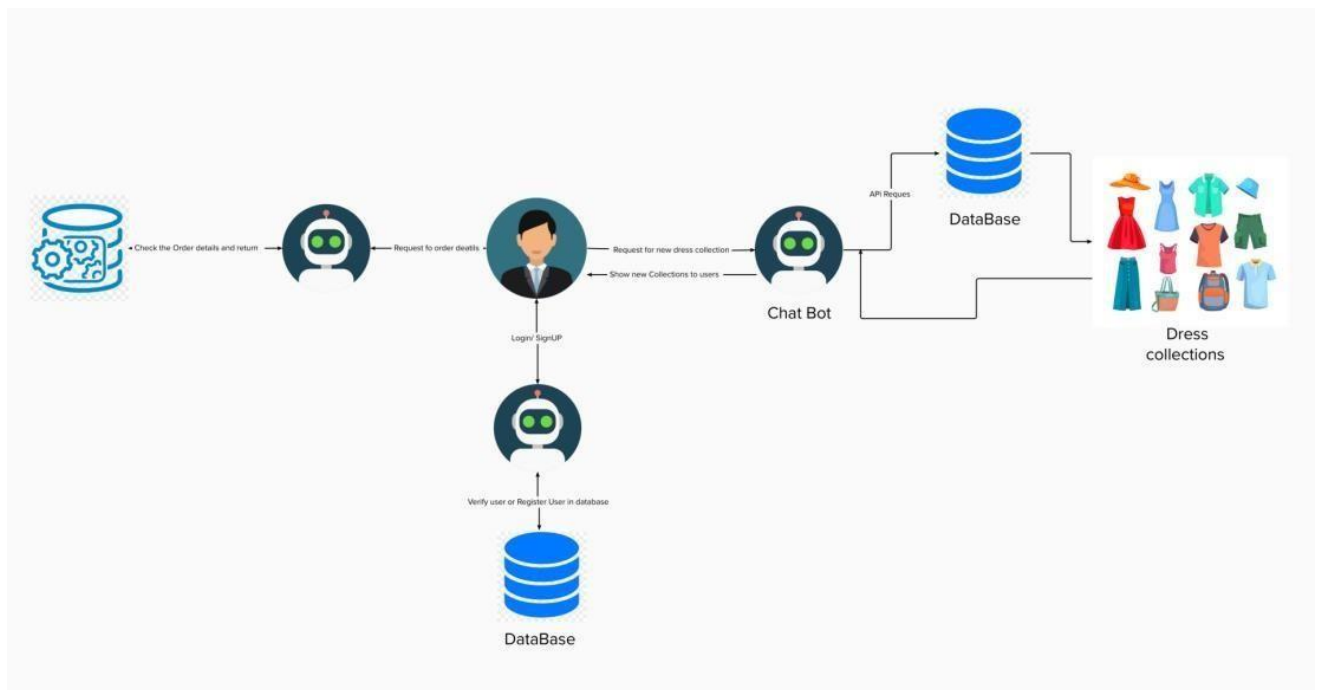 DataBase
API Reques
Check the Order details and return
Request fo order deatils
Request for new dress collection
Show new Collections to users
Chat Bot
Dress
collections
Login/ SignUP
Verify user or Register User in database
DataBase